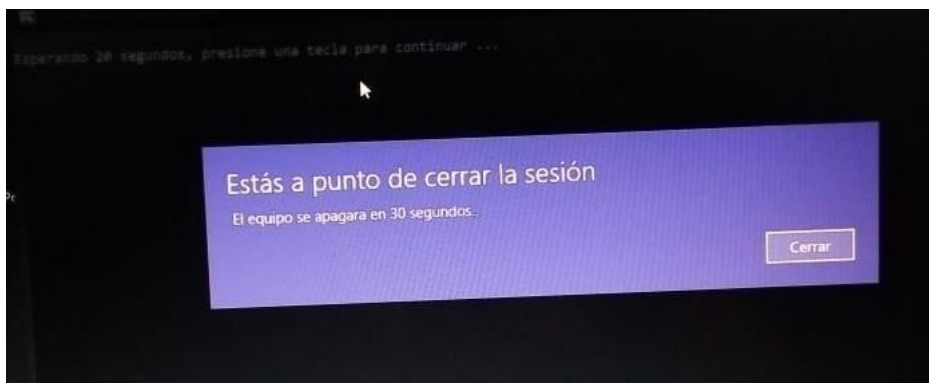 Esperando 20 segundos, presione una tecla para continuar ...
Estás a punto de cerrar la sesión
El equipo se apagara en 30 segundos.
Cerrar